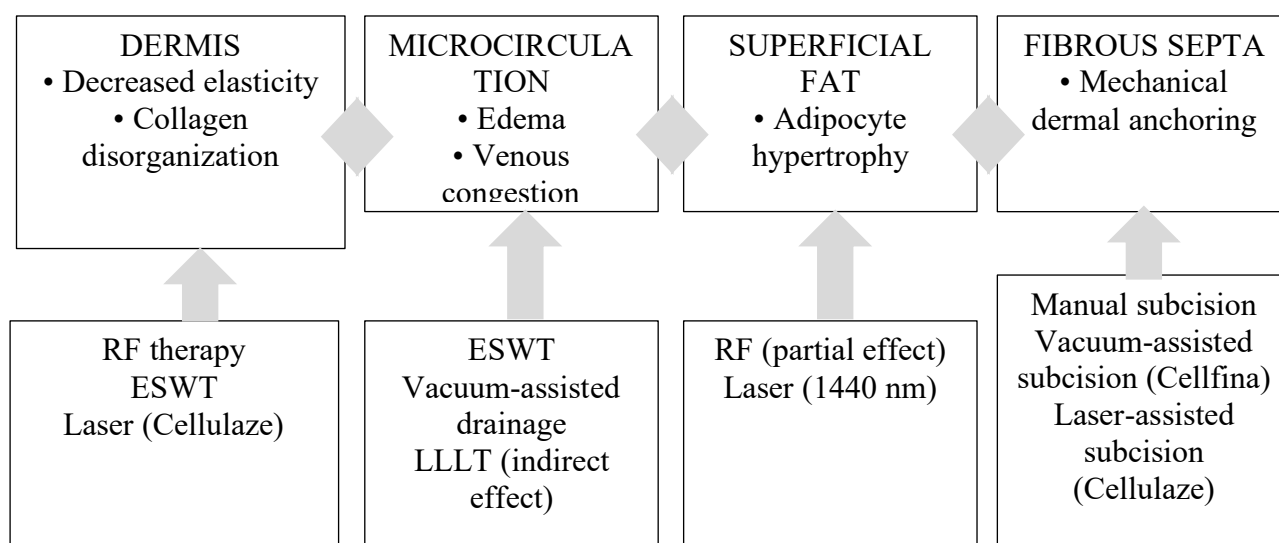 DERMIS
• Decreased elasticity
• Collagen
disorganization
MICROCIRCULA
TION
• Edema
• Venous
congestion
SUPERFICIAL
FAT
• Adipocyte
hypertrophy
FIBROUS SEPTA
• Mechanical
dermal anchoring
RF therapy
ESWT
Laser (Cellulaze)
ESWT
Vacuum-assisted
drainage
LLLT (indirect
effect)
RF (partial effect)
Laser (1440 nm)
Manual subcision
Vacuum-assisted
subcision (Cellfina)
Laser-assisted
subcision
(Cellulaze)